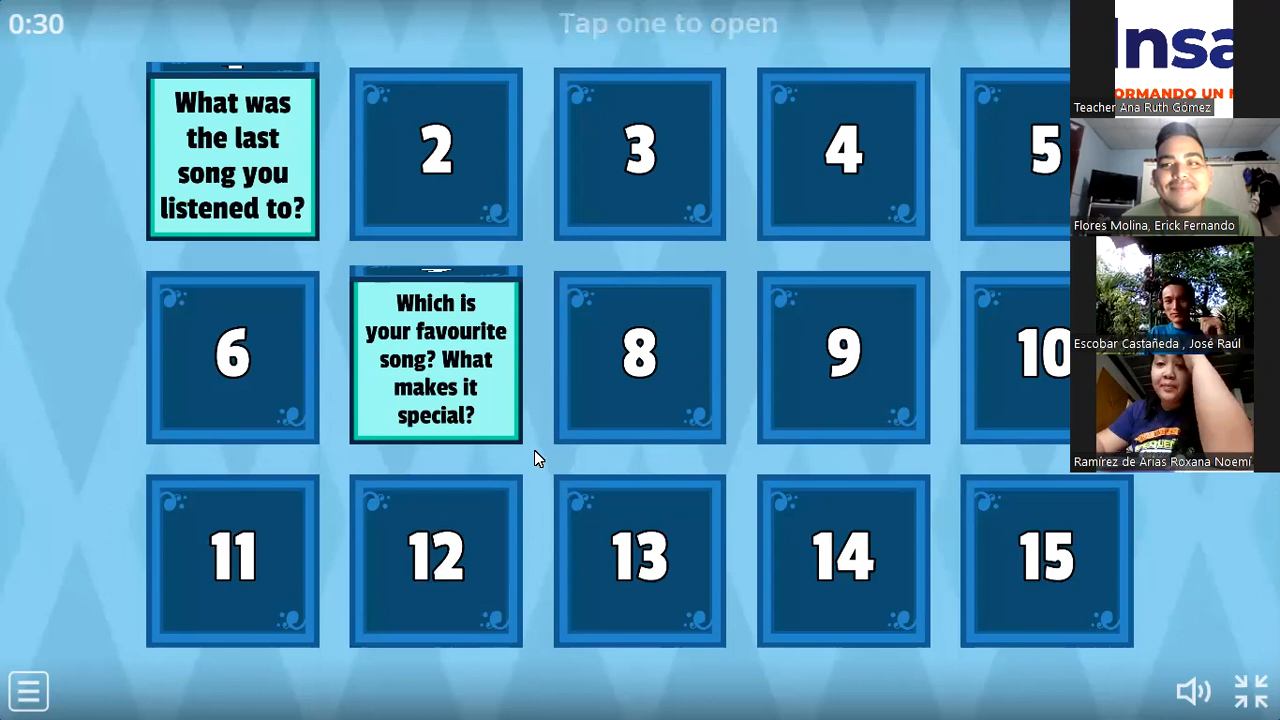 0:30
Tap one to open
What was
the last
song you
listened to?
2
3
4
5
6
Which is
your favourite
song? What
makes it
special?
8
9
10
11
12
13
14
15
Insa
ORMANDO UN
Teacher Ana Ruth Gómez
Flores Molina, Erick Fernando
Escobar Castañeda , José Raúl
Ramírez de Arias Roxana Noemí